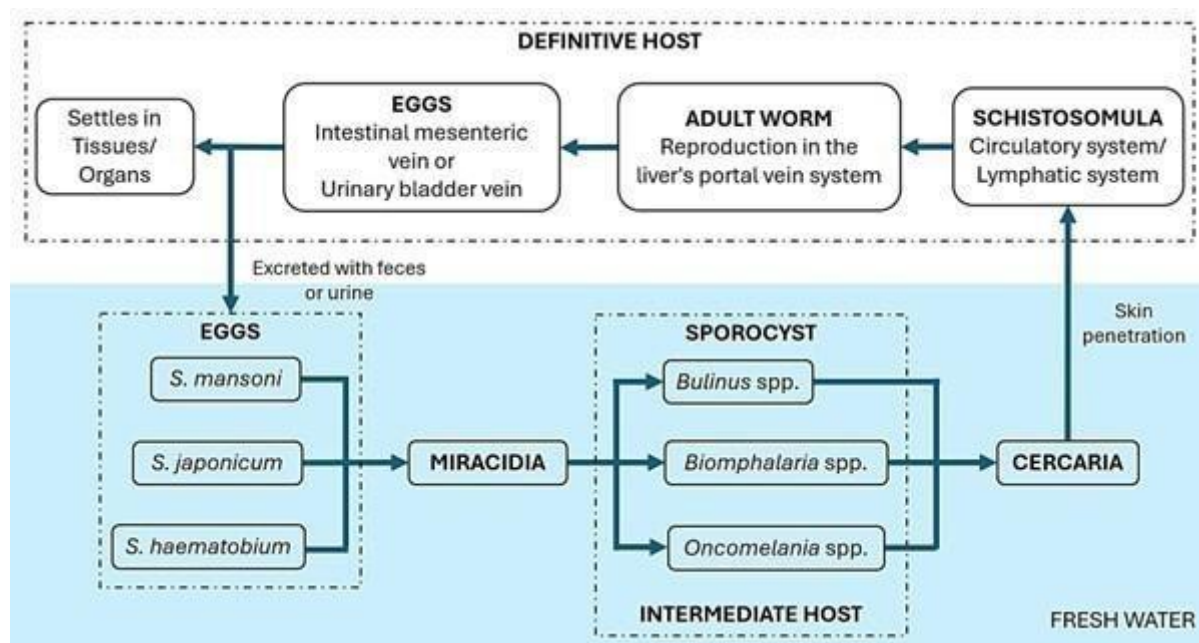 DEFINITIVE HOST
Settles in
Tissues/
Organs
EGGS
Intestinal mesenteric
vein or
Urinary bladder vein
ADULT WORM
Reproduction in the
liver's portal vein system
SCHISTOSOMULA
Circulatory system/
Lymphatic system
Excreted with feces
or urine
Skin
penetration
EGGS
S. mansoni
S. japonicum
S. haematobium
MIRACIDIA
SPOROCYST
Bulinus spp.
Biomphalaria spp.
Oncomelania spp.
INTERMEDIATE HOST
CERCARIA
FRESH WATER